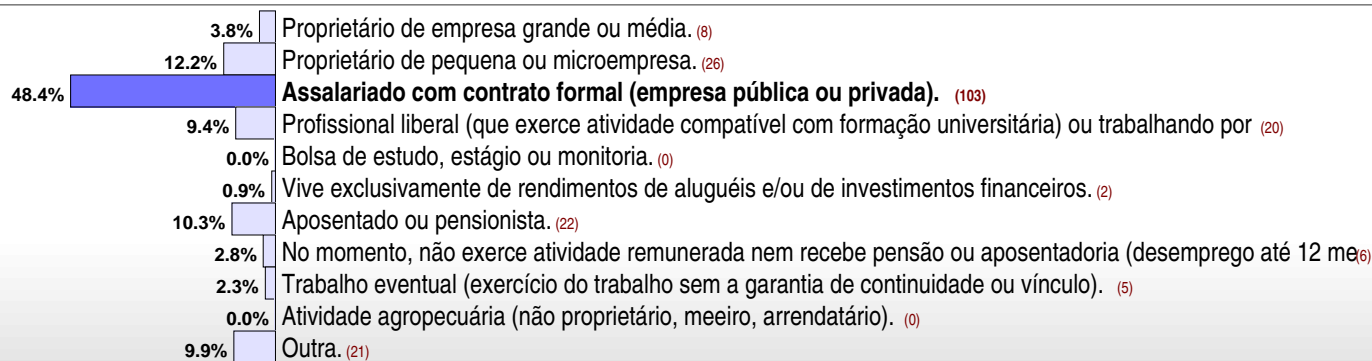 3.8% Proprietário de empresa grande ou média. (8)
12.2% Proprietário de pequena ou microempresa. (26)
48.4% Assalariado com contrato formal (empresa pública ou privada). (103)
9.4% Profissional liberal (que exerce atividade compatível com formação universitária) ou trabalhando por (20)
0.0% Bolsa de estudo, estágio ou monitoria. (0)
0.9% Vive exclusivamente de rendimentos de aluguéis e/ou de investimentos financeiros. (2)
10.3% Aposentado ou pensionista. (22)
2.8% No momento, não exerce atividade remunerada nem recebe pensão ou aposentadoria (desemprego até 12 me(6)
2.3% Trabalho eventual (exercício do trabalho sem a garantia de continuidade ou vínculo). (5)
0.0% Atividade agropecuária (não proprietário, meeiro, arrendatário). (0)
9.9% Outra. (21)